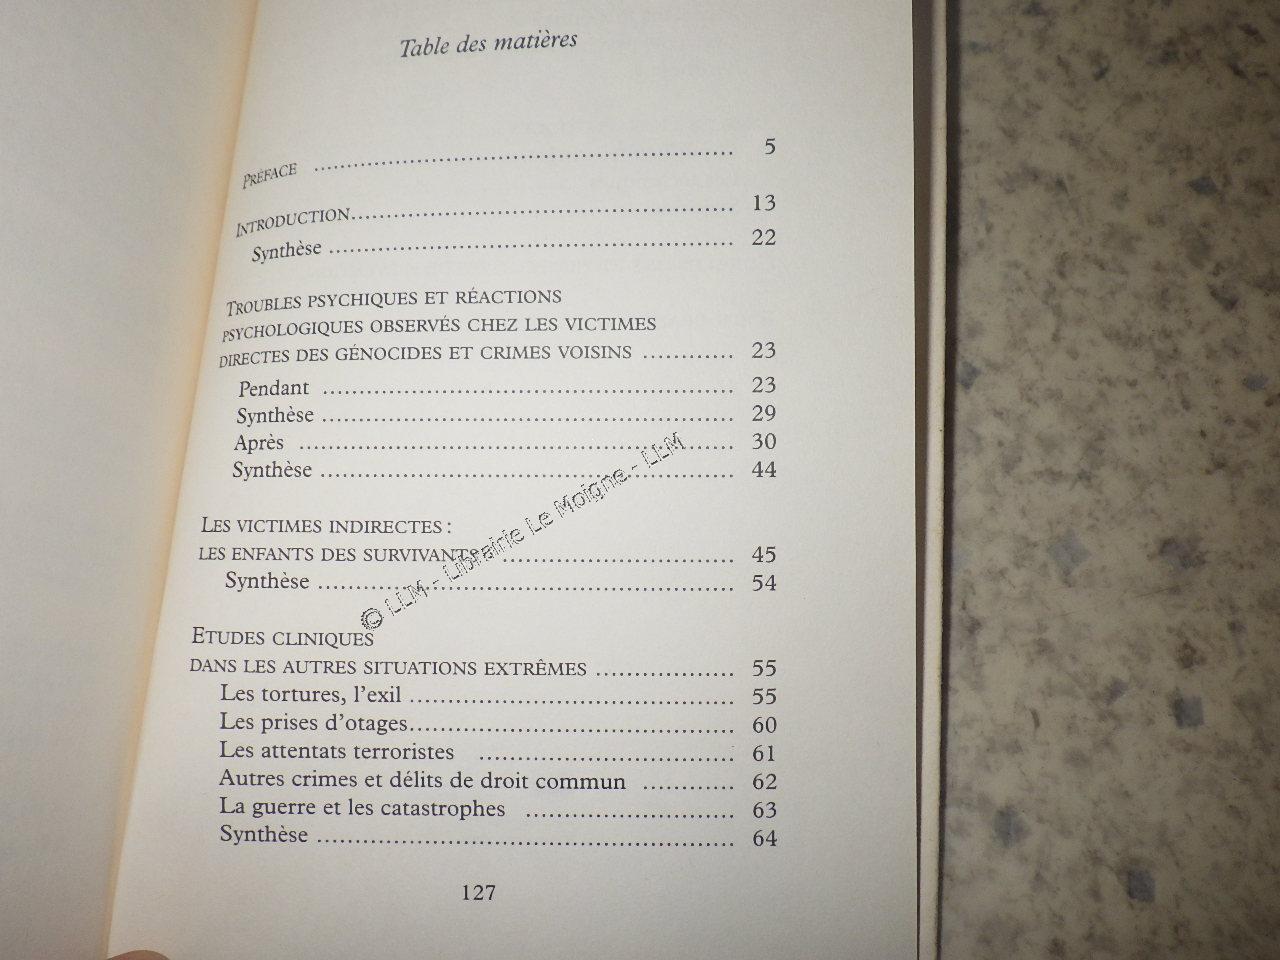 Table des matières
PRÉFACE .......... 5
INTRODUCTION .......... 13
Synthèse .......... 22
TROUBLES PSYCHIQUES ET RÉACTIONS
PSYCHOLOGIQUES OBSERVÉS CHEZ LES VICTIMES
DIRECTES DES GÉNOCIDES ET CRIMES VOISINS .......... 23
Pendant .......... 23
Synthèse .......... 29
Après .......... 30
Synthèse .......... 44
LES VICTIMES INDIRECTES :
LES ENFANTS DES SURVIVANTS .......... 45
Synthèse .......... 54
ETUDES CLINIQUES
DANS LES AUTRES SITUATIONS EXTRÊMES .......... 55
Les tortures, l'exil .......... 55
Les prises d'otages .......... 60
Les attentats terroristes .......... 61
Autres crimes et délits de droit commun .......... 62
La guerre et les catastrophes .......... 63
Synthèse .......... 64
127
© LLM - Librairie Le Moigne - LLM